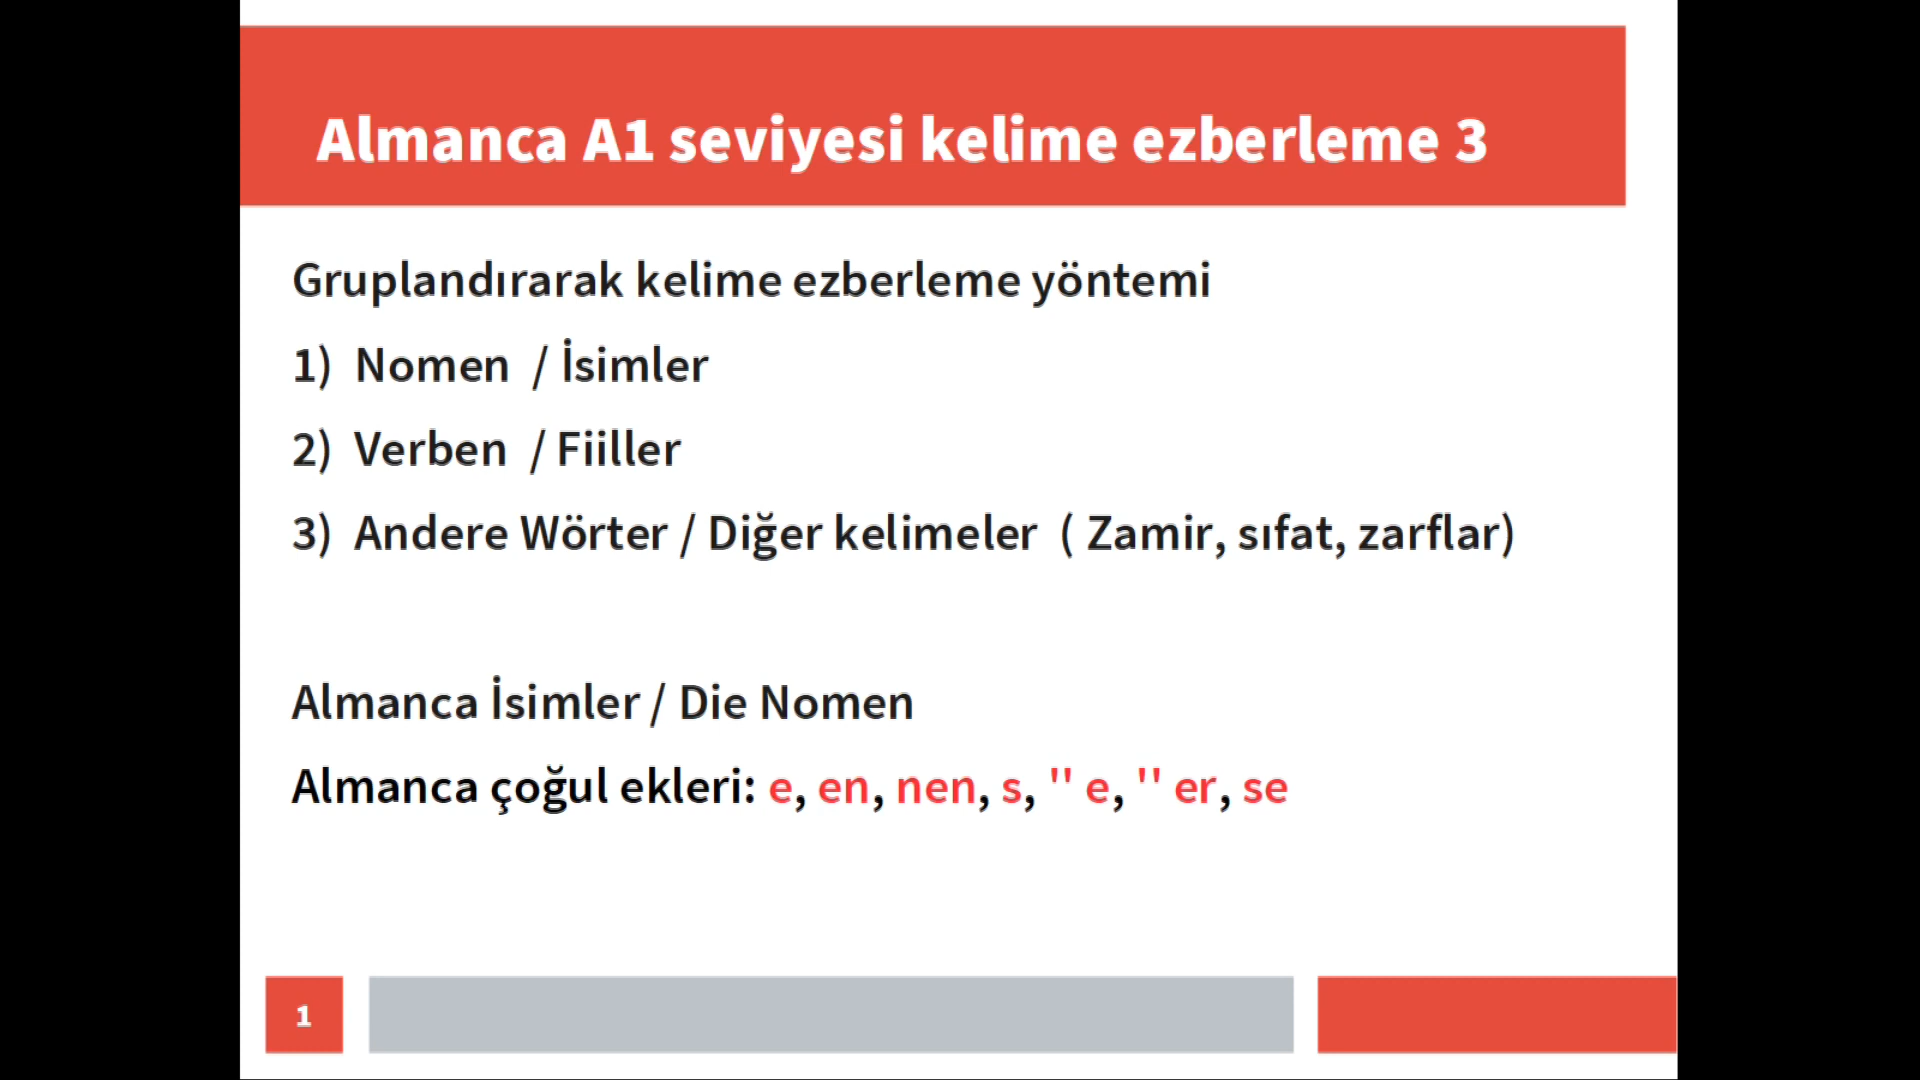 Almanca A1 seviyesi kelime ezberleme 3
Gruplandırarak kelime ezberleme yöntemi
1) Nomen / İsimler
2) Verben / Fiiller
3) Andere Wörter / Diğer kelimeler ( Zamir, sıfat, zarflar)
Almanca İsimler / Die Nomen
Almanca çoğul ekleri: e, en, nen, s, '' e, '' er, se
1